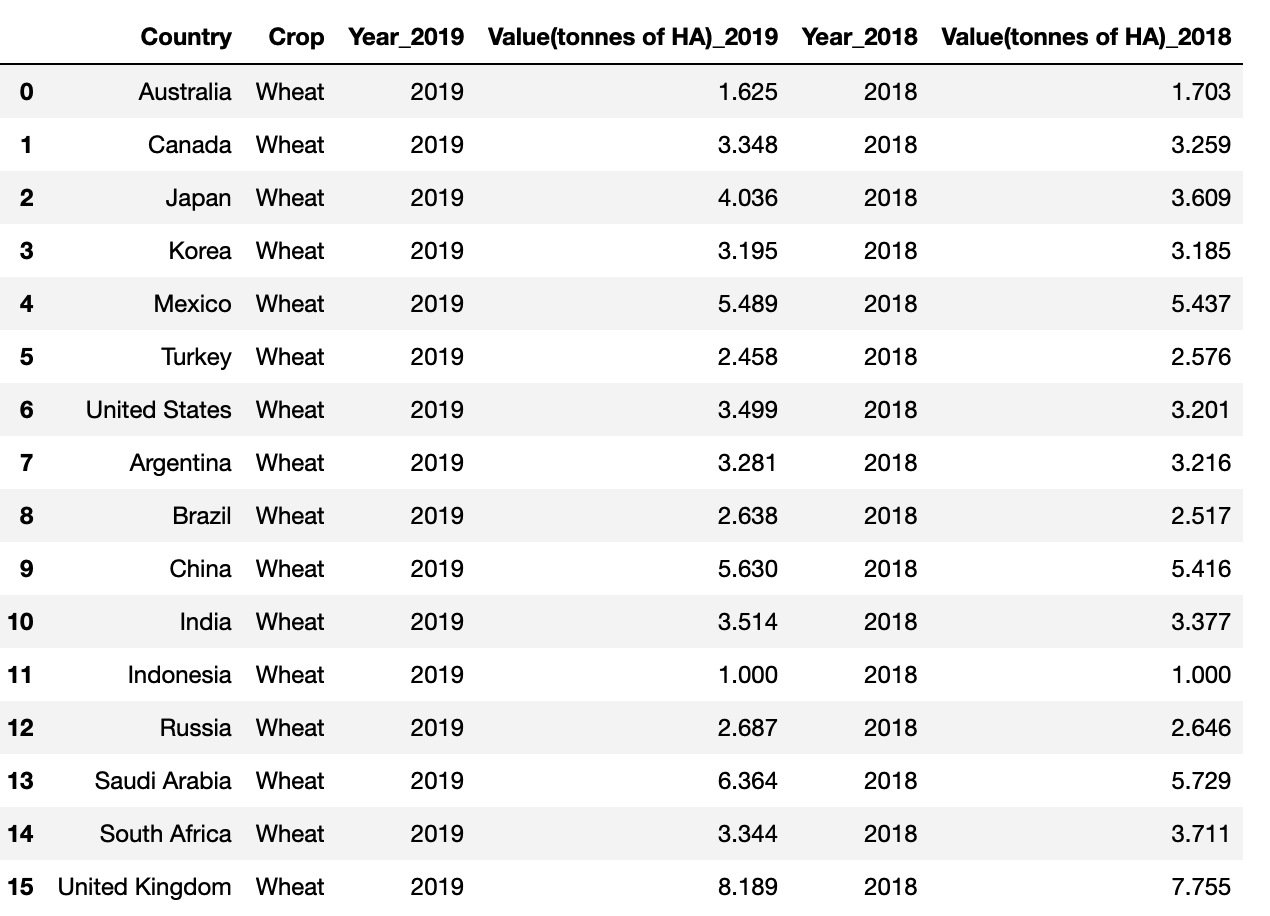 Country Crop Year_2019 Value(tonnes of HA)_2019 Year_2018 Value(tonnes of HA)_2018
0 Australia Wheat 2019 1.625 2018 1.703
1 Canada Wheat 2019 3.348 2018 3.259
2 Japan Wheat 2019 4.036 2018 3.609
3 Korea Wheat 2019 3.195 2018 3.185
4 Mexico Wheat 2019 5.489 2018 5.437
5 Turkey Wheat 2019 2.458 2018 2.576
6 United States Wheat 2019 3.499 2018 3.201
7 Argentina Wheat 2019 3.281 2018 3.216
8 Brazil Wheat 2019 2.638 2018 2.517
9 China Wheat 2019 5.630 2018 5.416
10 India Wheat 2019 3.514 2018 3.377
11 Indonesia Wheat 2019 1.000 2018 1.000
12 Russia Wheat 2019 2.687 2018 2.646
13 Saudi Arabia Wheat 2019 6.364 2018 5.729
14 South Africa Wheat 2019 3.344 2018 3.711
15 United Kingdom Wheat 2019 8.189 2018 7.755